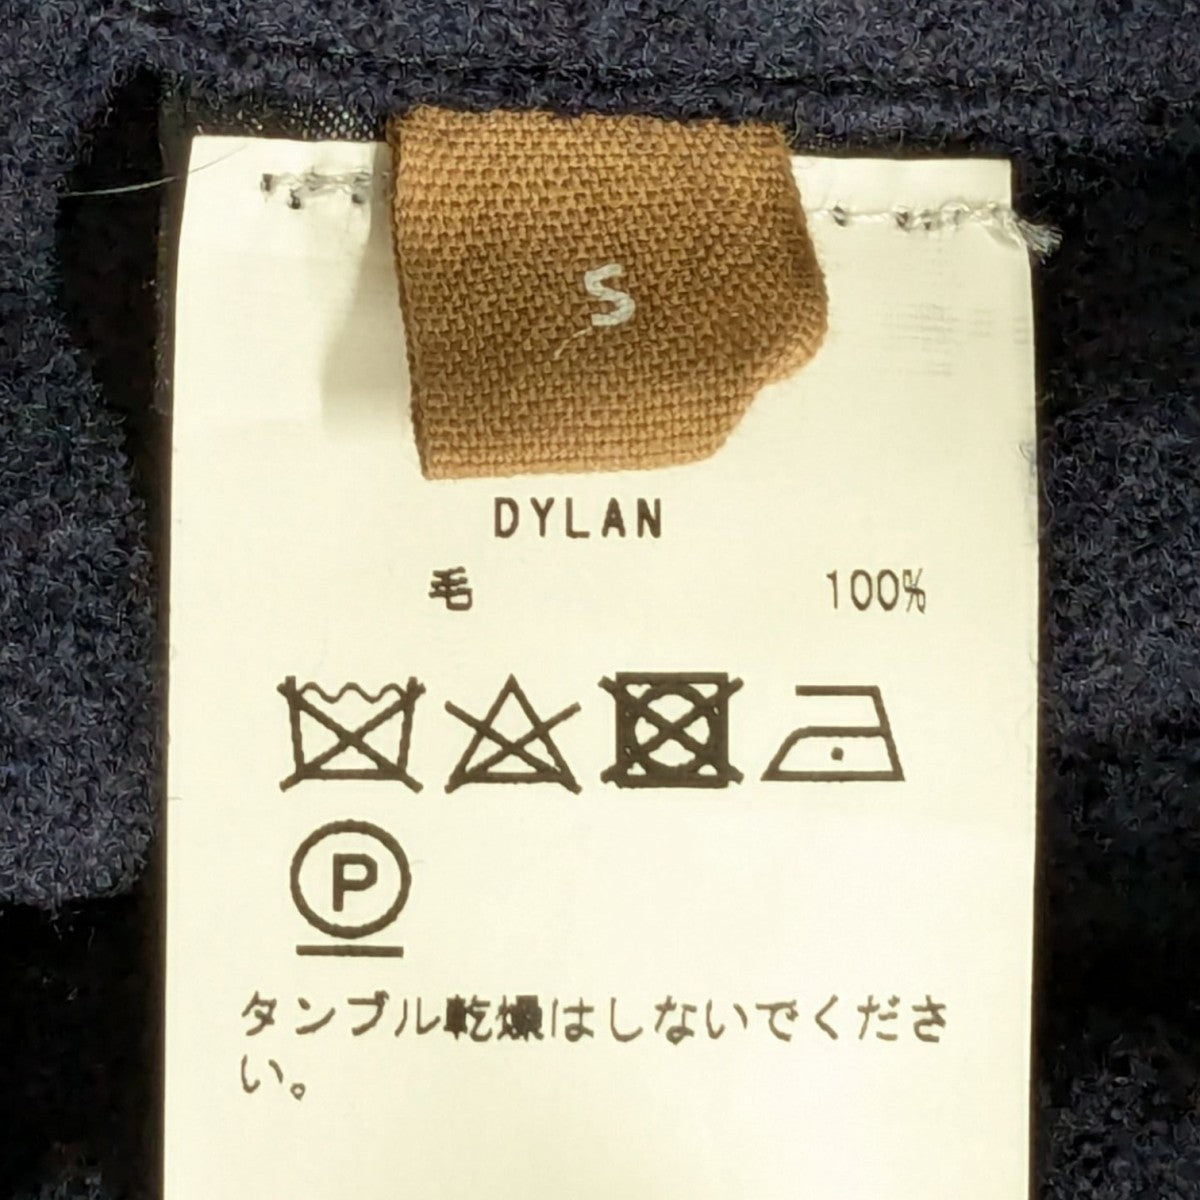 S
DYLAN
毛 100%
P
タンブル乾燥はしないでくださ
い。